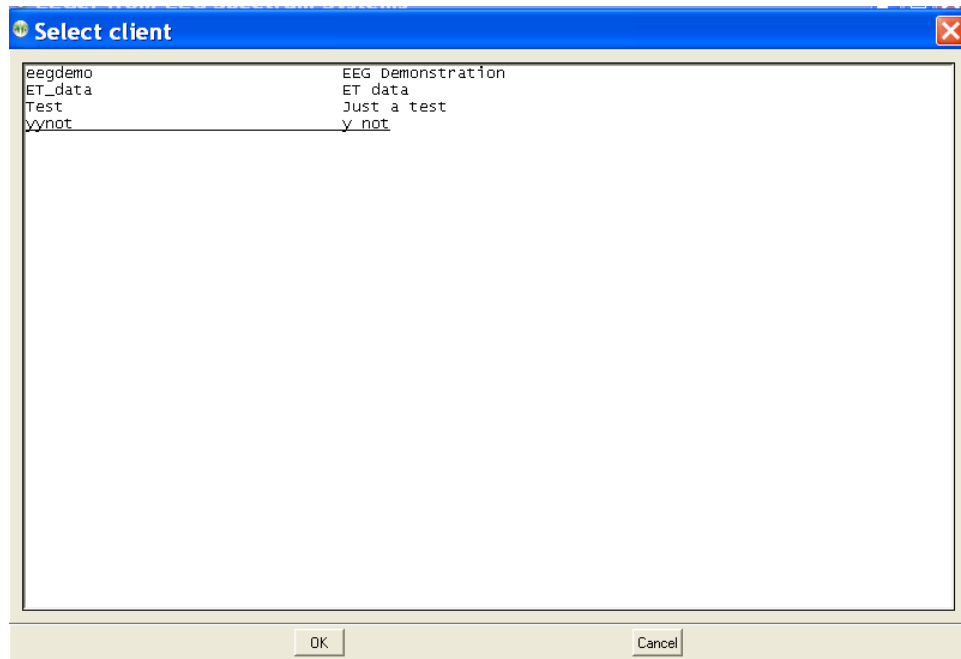 Select client
eegdemo EEG Demonstration
ET_data ET data
Test Just a test
yynot y not
OK Cancel